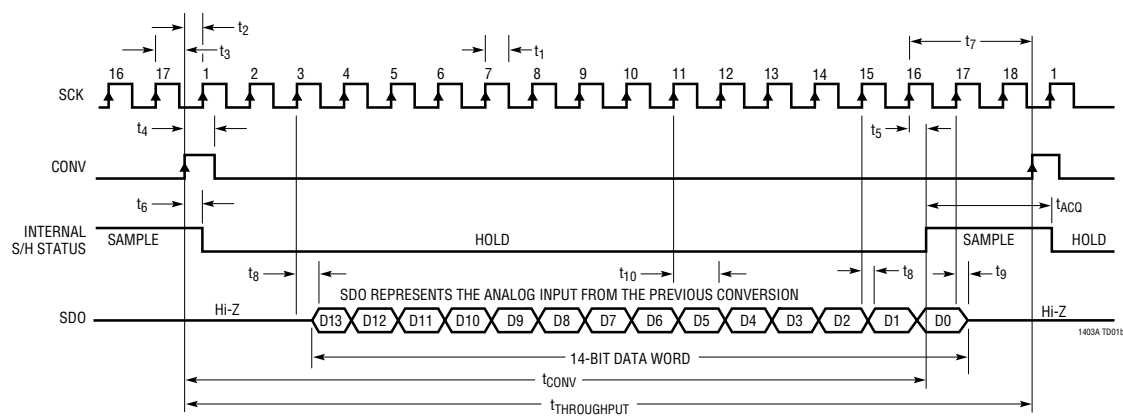 t2
t3
t1
t7
16 17 1 2 3 4 5 6 7 8 9 10 11 12 13 14 15 16 17 18 1
SCK
t4
t5
CONV
t6
tACQ
INTERNAL
S/H STATUS
SAMPLE
HOLD
SAMPLE
HOLD
t8
t10
t8
t9
SDO REPRESENTS THE ANALOG INPUT FROM THE PREVIOUS CONVERSION
SDO
Hi-Z
D13 D12 D11 D10 D9 D8 D7 D6 D5 D4 D3 D2 D1 D0
Hi-Z
1403A TD01b
14-BIT DATA WORD
tCONV
tTHROUGHPUT